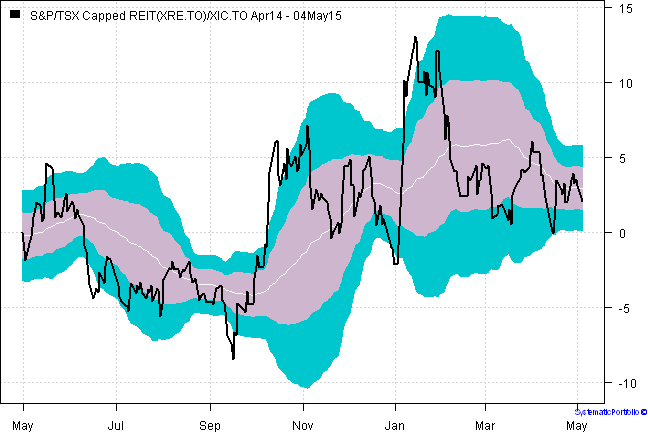 S&P/TSX Capped REIT(XRE.TO)/XIC.TO Apr14 - 04May15
15
10
5
0
-5
-10
May Jul Sep Nov Jan Mar May
SystematicPortfolio ©